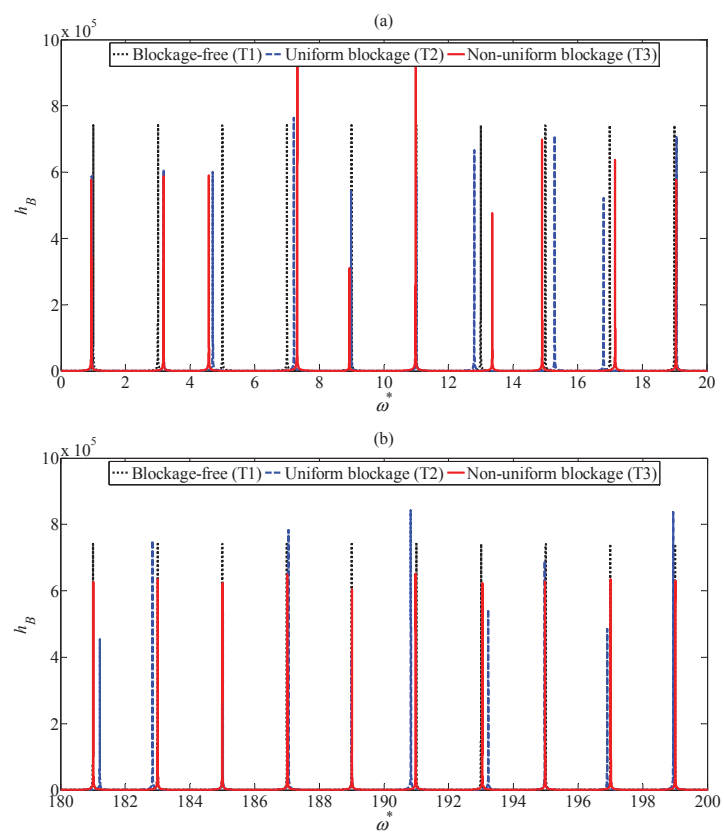 (a)
x 10^5
Blockage-free (T1) Uniform blockage (T2) Non-uniform blockage (T3)
10
8
6
4
2
0
h_B
0 2 4 6 8 10 12 14 16 18 20
ω*
(b)
x 10^5
Blockage-free (T1) Uniform blockage (T2) Non-uniform blockage (T3)
10
8
6
4
2
0
h_B
180 182 184 186 188 190 192 194 196 198 200
ω*